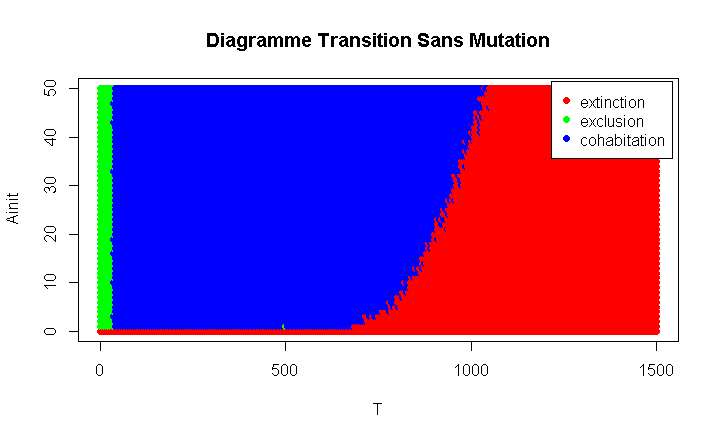 Diagramme Transition Sans Mutation
extinction
exclusion
cohabitation
Ainit
50
40
30
20
10
0
0 500 1000 1500
T